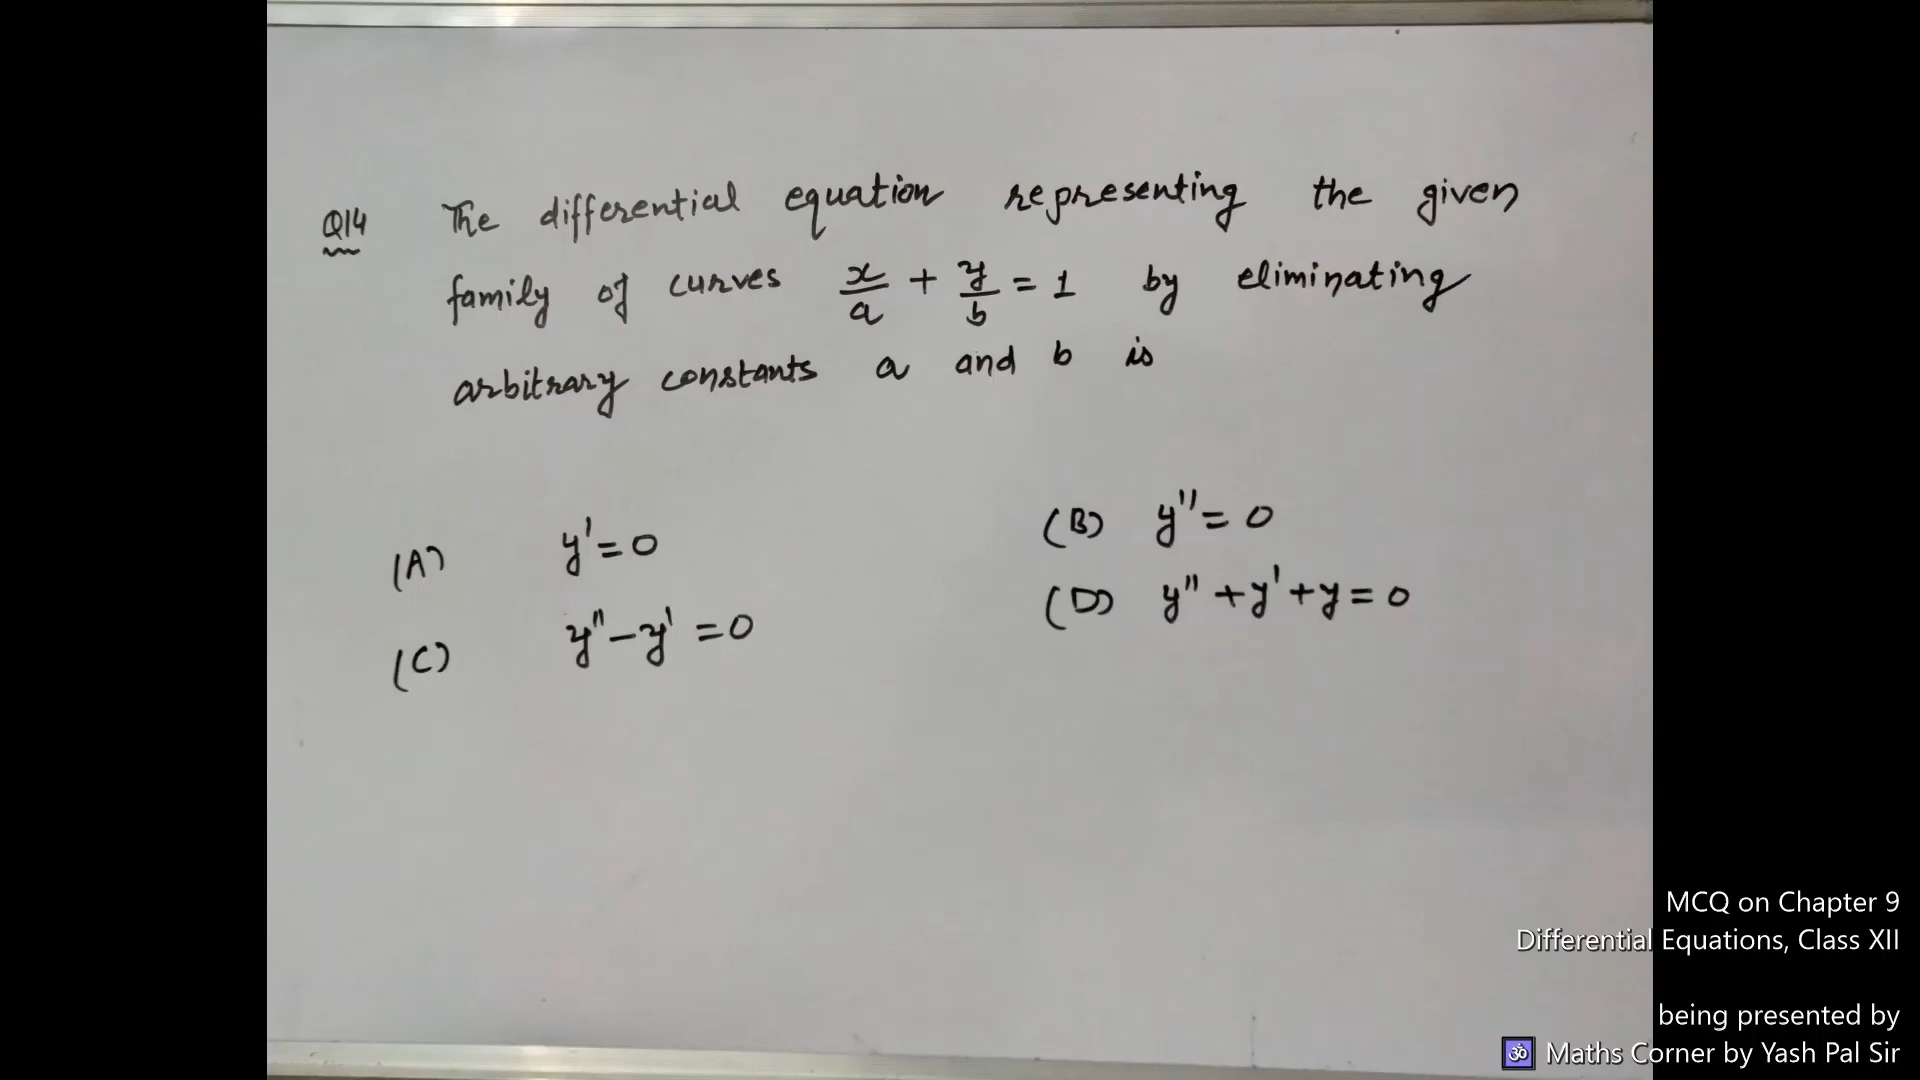 Q14 The differential equation representing the given
family of curves x/a + y/b = 1 by eliminating
arbitrary constants a and b is
(A) y' = 0
(B) y'' = 0
(C) y'' - y' = 0
(D) y'' + y' + y = 0
MCQ on Chapter 9
Differential Equations, Class XII
being presented by
ॐ Maths Corner by Yash Pal Sir